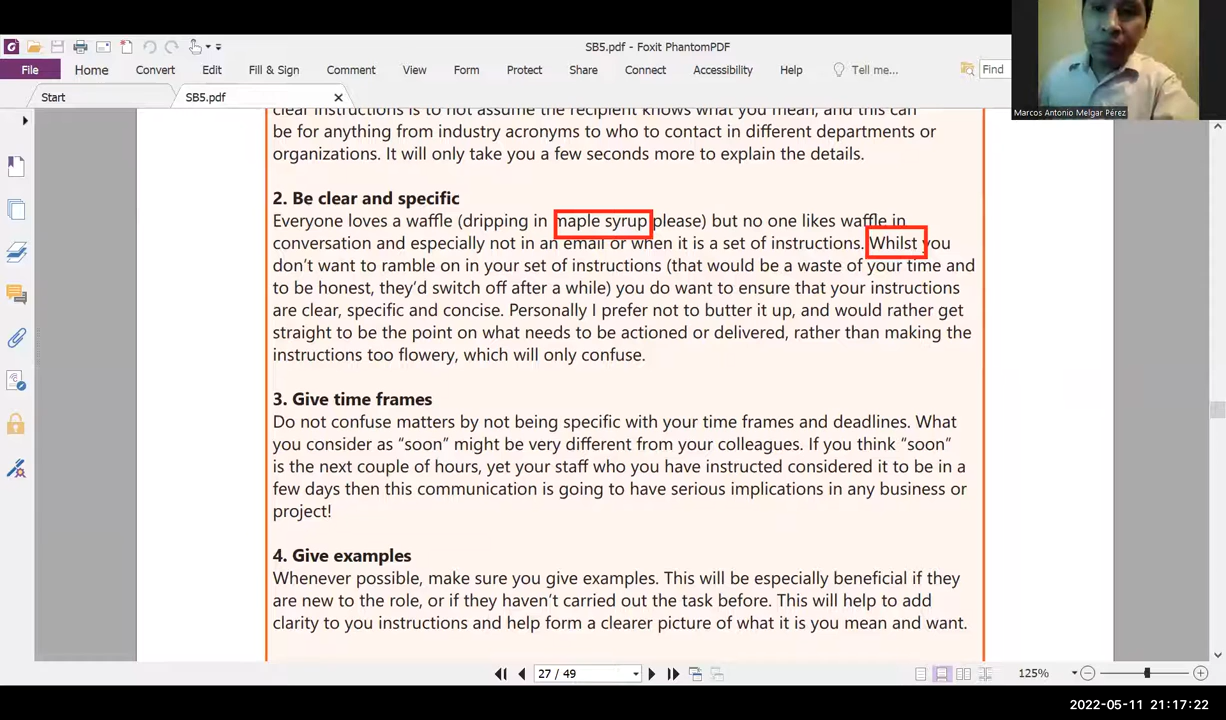 SB5.pdf - Foxit PhantomPDF
File Home Convert Edit Fill & Sign Comment View Form Protect Share Connect Accessibility Help Tell me... Find
Marcos Antonio Melgar Pérez
Start SB5.pdf
clear instructions is to not assume the recipient knows what you mean, and this can
be for anything from industry acronyms to who to contact in different departments or
organizations. It will only take you a few seconds more to explain the details.
2. Be clear and specific
Everyone loves a waffle (dripping in maple syrup please) but no one likes waffle in
conversation and especially not in an email or when it is a set of instructions. Whilst you
don't want to ramble on in your set of instructions (that would be a waste of your time and
to be honest, they'd switch off after a while) you do want to ensure that your instructions
are clear, specific and concise. Personally I prefer not to butter it up, and would rather get
straight to be the point on what needs to be actioned or delivered, rather than making the
instructions too flowery, which will only confuse.
3. Give time frames
Do not confuse matters by not being specific with your time frames and deadlines. What
you consider as “soon” might be very different from your colleagues. If you think “soon”
is the next couple of hours, yet your staff who you have instructed considered it to be in a
few days then this communication is going to have serious implications in any business or
project!
4. Give examples
Whenever possible, make sure you give examples. This will be especially beneficial if they
are new to the role, or if they haven't carried out the task before. This will help to add
clarity to you instructions and help form a clearer picture of what it is you mean and want.
27 / 49
125%
2022-05-11 21:17:22